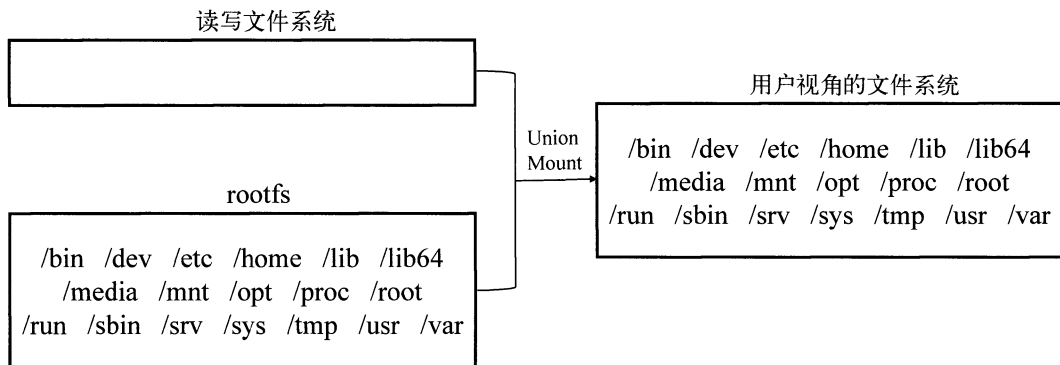 读写文件系统
rootfs
/bin /dev /etc /home /lib /lib64
/media /mnt /opt /proc /root
/run /sbin /srv /sys /tmp /usr /var
Union
Mount
用户视角的文件系统
/bin /dev /etc /home /lib /lib64
/media /mnt /opt /proc /root
/run /sbin /srv /sys /tmp /usr /var